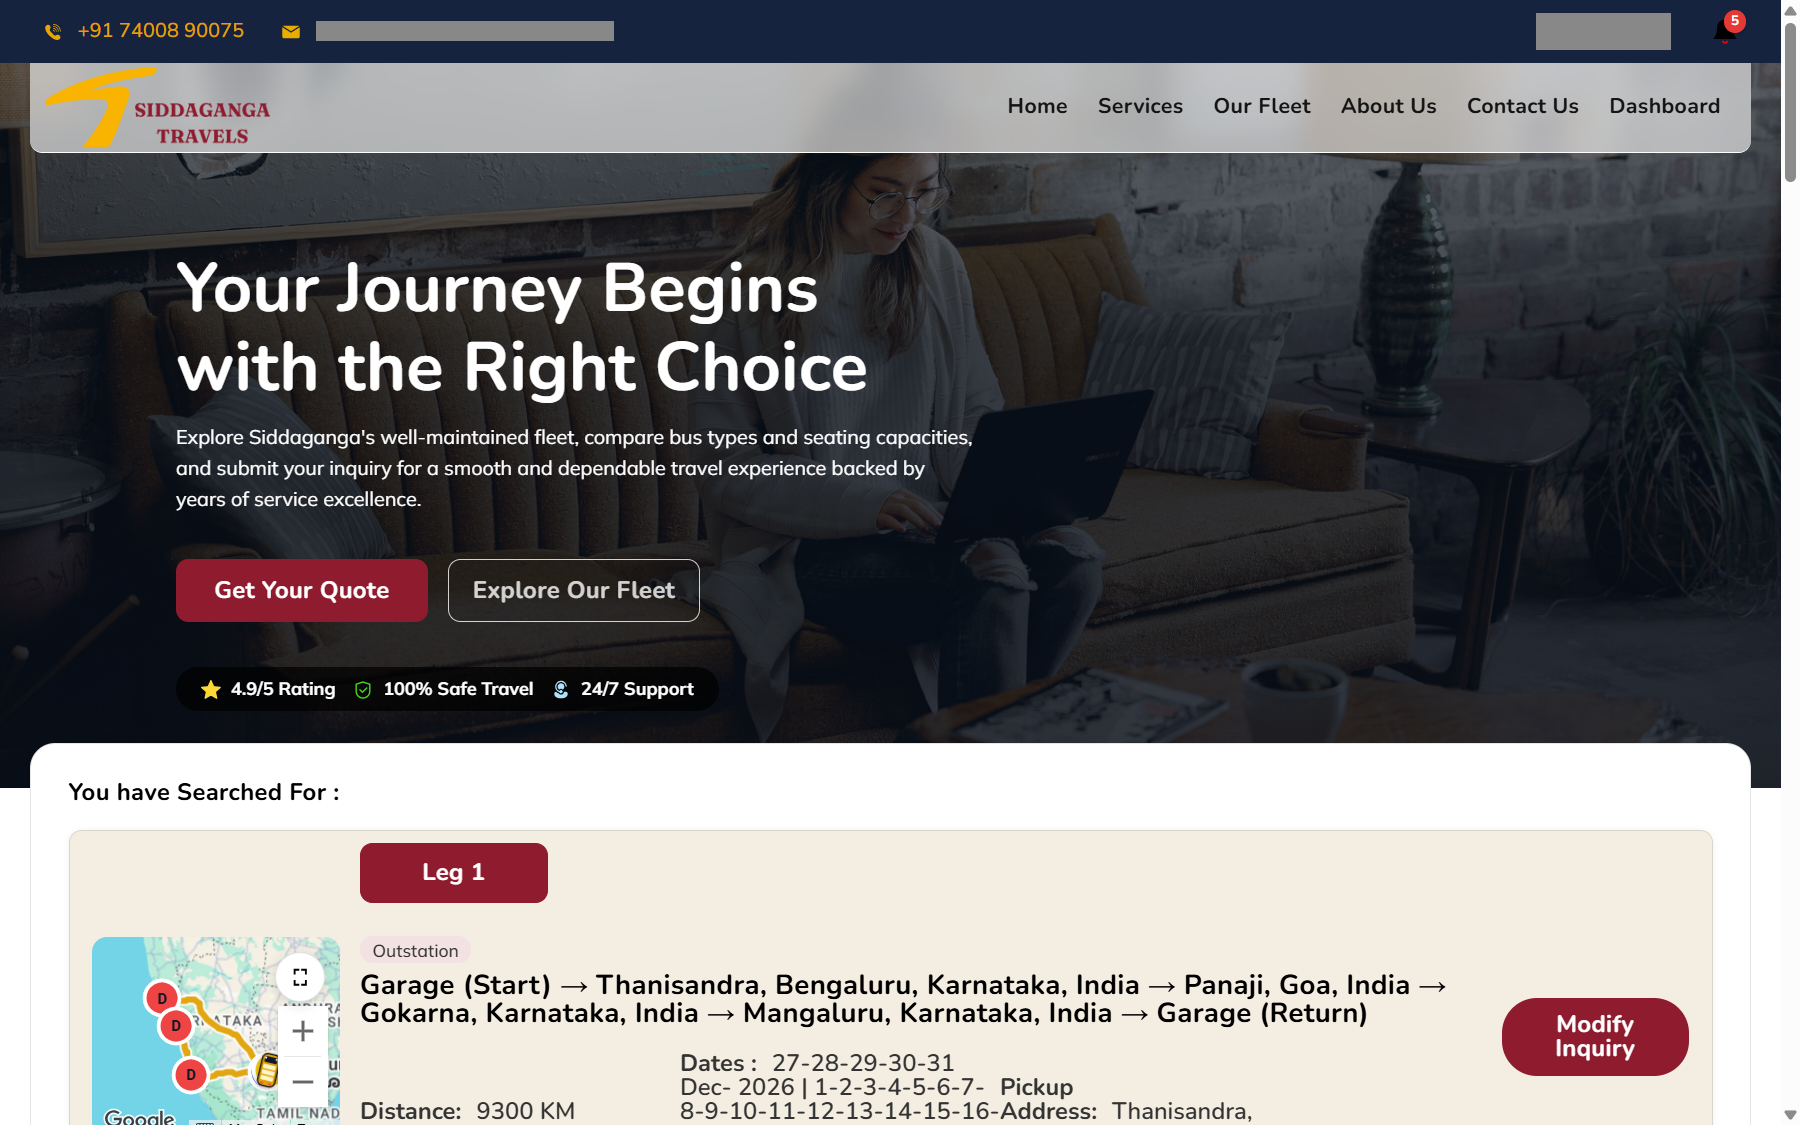 +91 74008 90075
5
SIDDAGANGA
TRAVELS
Home
Services
Our Fleet
About Us
Contact Us
Dashboard
Your Journey Begins
with the Right Choice
Explore Siddaganga's well-maintained fleet, compare bus types and seating capacities,
and submit your inquiry for a smooth and dependable travel experience backed by
years of service excellence.
Get Your Quote
Explore Our Fleet
4.9/5 Rating
100% Safe Travel
24/7 Support
You have Searched For :
Leg 1
Outstation
Garage (Start) → Thanisandra, Bengaluru, Karnataka, India → Panaji, Goa, India →
Gokarna, Karnataka, India → Mangaluru, Karnataka, India → Garage (Return)
Modify
Inquiry
Distance: 9300 KM
Dates : 27-28-29-30-31
Dec- 2026 | 1-2-3-4-5-6-7-
8-9-10-11-12-13-14-15-16-
Pickup
Address: Thanisandra,
D
D
D
TAMIL NAD
Google